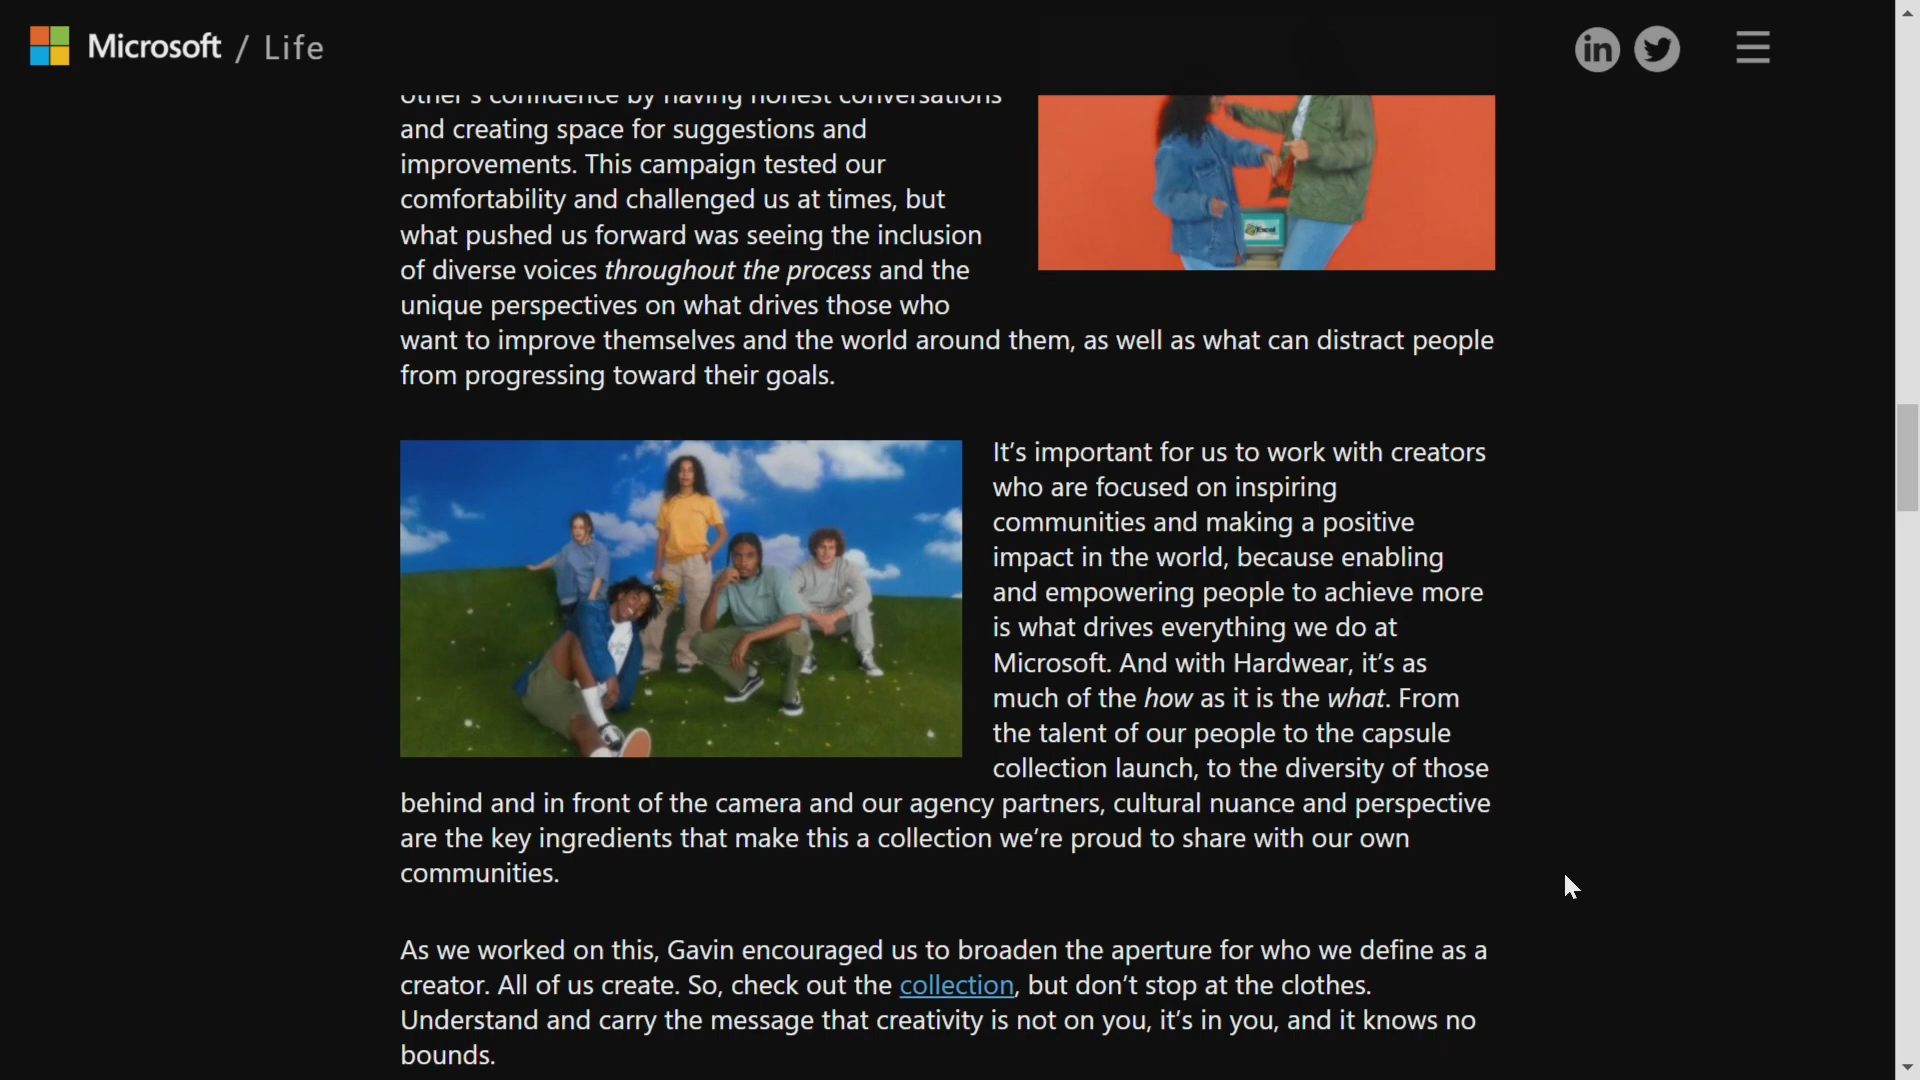 Microsoft / Life
in
other's confidence by having honest conversations
and creating space for suggestions and
improvements. This campaign tested our
comfortability and challenged us at times, but
what pushed us forward was seeing the inclusion
of diverse voices throughout the process and the
unique perspectives on what drives those who
want to improve themselves and the world around them, as well as what can distract people
from progressing toward their goals.
Excel
It's important for us to work with creators
who are focused on inspiring
communities and making a positive
impact in the world, because enabling
and empowering people to achieve more
is what drives everything we do at
Microsoft. And with Hardwear, it's as
much of the how as it is the what. From
the talent of our people to the capsule
collection launch, to the diversity of those
behind and in front of the camera and our agency partners, cultural nuance and perspective
are the key ingredients that make this a collection we're proud to share with our own
communities.
As we worked on this, Gavin encouraged us to broaden the aperture for who we define as a
creator. All of us create. So, check out the collection, but don't stop at the clothes.
Understand and carry the message that creativity is not on you, it's in you, and it knows no
bounds.